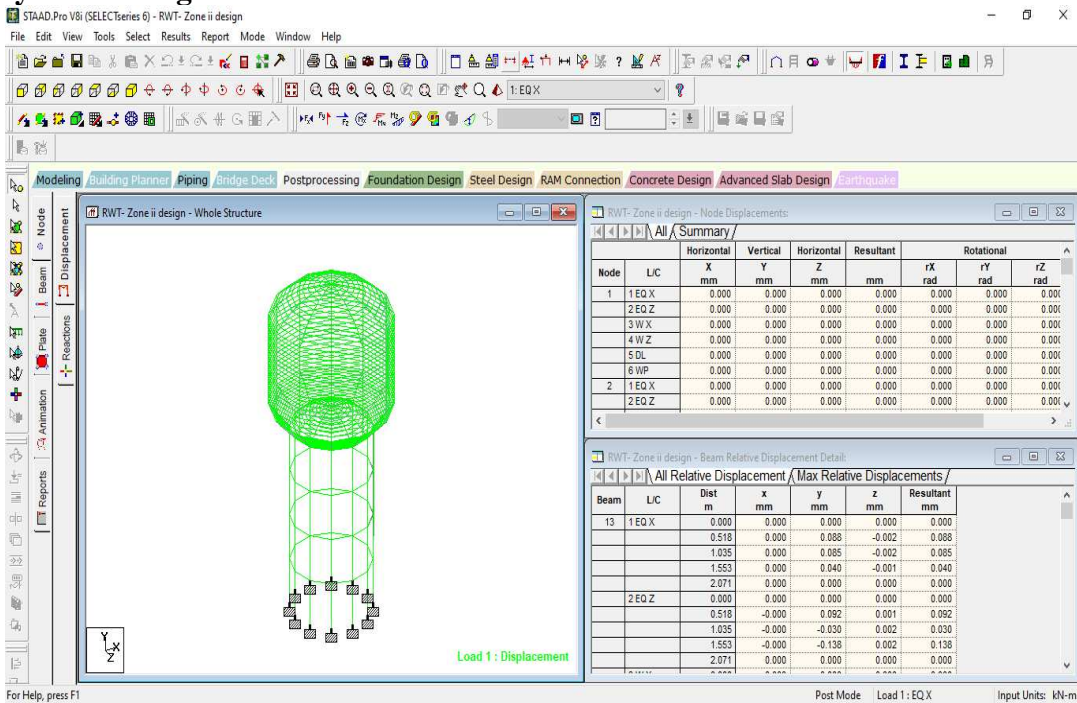 STAAD.Pro V8i (SELECTseries 6) - RWT- Zone ii design
File Edit View Tools Select Results Report Mode Window Help
1: EQ X
Modeling Building Planner Piping Bridge Deck Postprocessing Foundation Design Steel Design RAM Connection Concrete Design Advanced Slab Design Earthquake
Node
Beam
Plate
Animation
Reports
Displacement
Reactions
RWT- Zone ii design - Whole Structure
Y
X
Z
Load 1 : Displacement
RWT- Zone ii design - Node Displacements:
All Summary
Horizontal Vertical Horizontal Resultant Rotational
Node L/C X mm Y mm Z mm mm rX rad rY rad rZ rad
1 1 EQ X 0.000 0.000 0.000 0.000 0.000 0.000 0.000
2 EQ Z 0.000 0.000 0.000 0.000 0.000 0.000 0.000
3 W X 0.000 0.000 0.000 0.000 0.000 0.000 0.000
4 W Z 0.000 0.000 0.000 0.000 0.000 0.000 0.000
5 DL 0.000 0.000 0.000 0.000 0.000 0.000 0.000
6 WP 0.000 0.000 0.000 0.000 0.000 0.000 0.000
2 1 EQ X 0.000 0.000 0.000 0.000 0.000 0.000 0.000
2 EQ Z 0.000 0.000 0.000 0.000 0.000 0.000 0.000
RWT- Zone ii design - Beam Relative Displacement Detail:
All Relative Displacement Max Relative Displacements
Beam L/C Dist m x mm y mm z mm Resultant mm
13 1 EQ X 0.000 0.000 0.000 0.000 0.000
0.518 0.000 0.088 -0.002 0.088
1.035 0.000 0.085 -0.002 0.085
1.553 0.000 0.040 -0.001 0.040
2.071 0.000 0.000 0.000 0.000
2 EQ Z 0.000 0.000 0.000 0.000 0.000
0.518 -0.000 0.092 0.001 0.092
1.035 -0.000 -0.030 0.002 0.030
1.553 -0.000 -0.138 0.002 0.138
2.071 0.000 0.000 0.000 0.000
For Help, press F1
Post Mode Load 1 : EQ X Input Units: kN-m